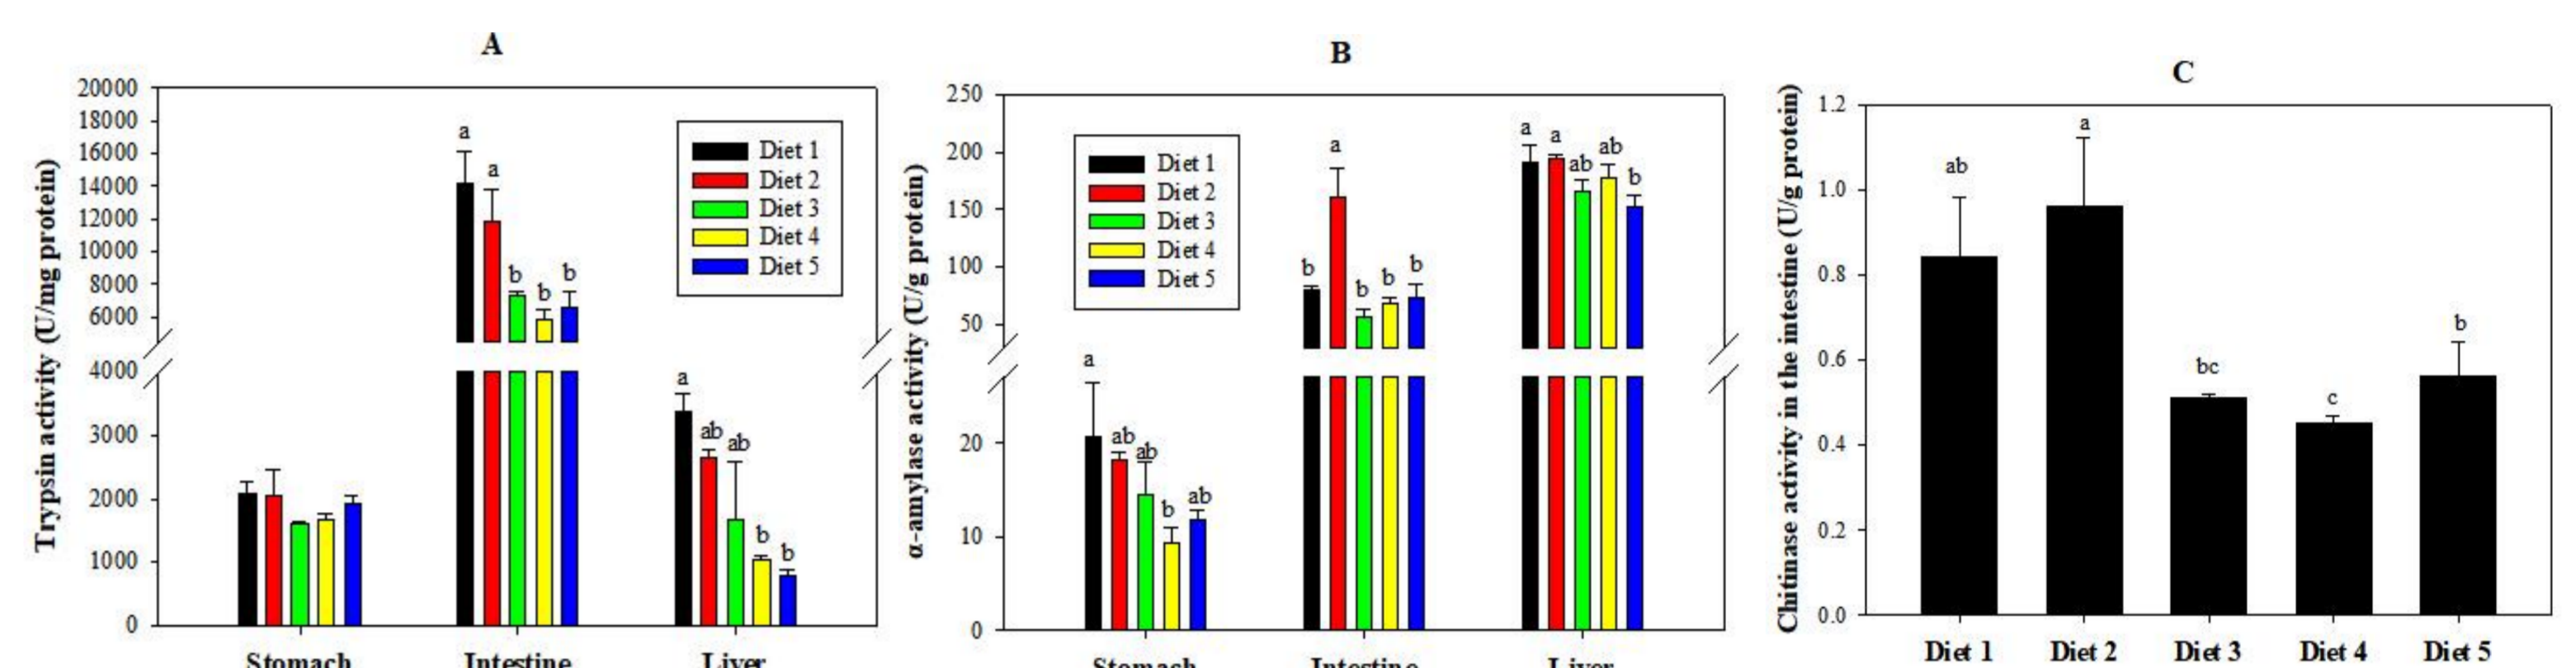 A
Trypsin activity (U/mg protein)
20000
18000
16000
14000
12000
10000
8000
6000
4000
3000
2000
1000
0
a
a
b
b
b
a
ab
ab
b
b
Diet 1
Diet 2
Diet 3
Diet 4
Diet 5
Stomach
Intestine
Liver
B
α-amylase activity (U/g protein)
250
200
150
100
50
20
10
0
Diet 1
Diet 2
Diet 3
Diet 4
Diet 5
a
ab
ab
b
ab
b
a
b
b
b
a
a
ab
ab
b
Stomach
Intestine
Liver
C
Chitinase activity in the intestine (U/g protein)
1.2
1.0
0.8
0.6
0.4
0.2
0.0
ab
a
bc
c
b
Diet 1
Diet 2
Diet 3
Diet 4
Diet 5